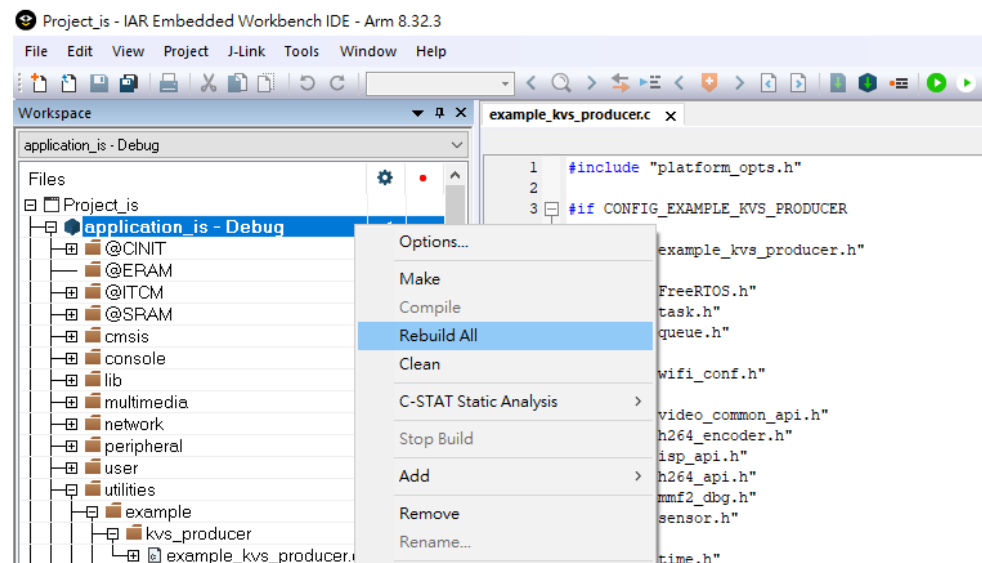 Project_is - IAR Embedded Workbench IDE - Arm 8.32.3
File Edit View Project J-Link Tools Window Help
Workspace
example_kvs_producer.c
application_is - Debug
Files
Project_is
application_is - Debug
@CINIT
@ERAM
@ITCM
@SRAM
cmsis
console
lib
multimedia
network
peripheral
user
utilities
example
kvs_producer
example_kvs_producer.
Options...
Make
Compile
Rebuild All
Clean
C-STAT Static Analysis
Stop Build
Add
Remove
Rename...
1 #include "platform_opts.h"
2
3 #if CONFIG_EXAMPLE_KVS_PRODUCER
example_kvs_producer.h"
FreeRTOS.h"
task.h"
queue.h"
wifi_conf.h"
video_common_api.h"
h264_encoder.h"
isp_api.h"
h264_api.h"
mmf2_dbg.h"
sensor.h"
time.h"